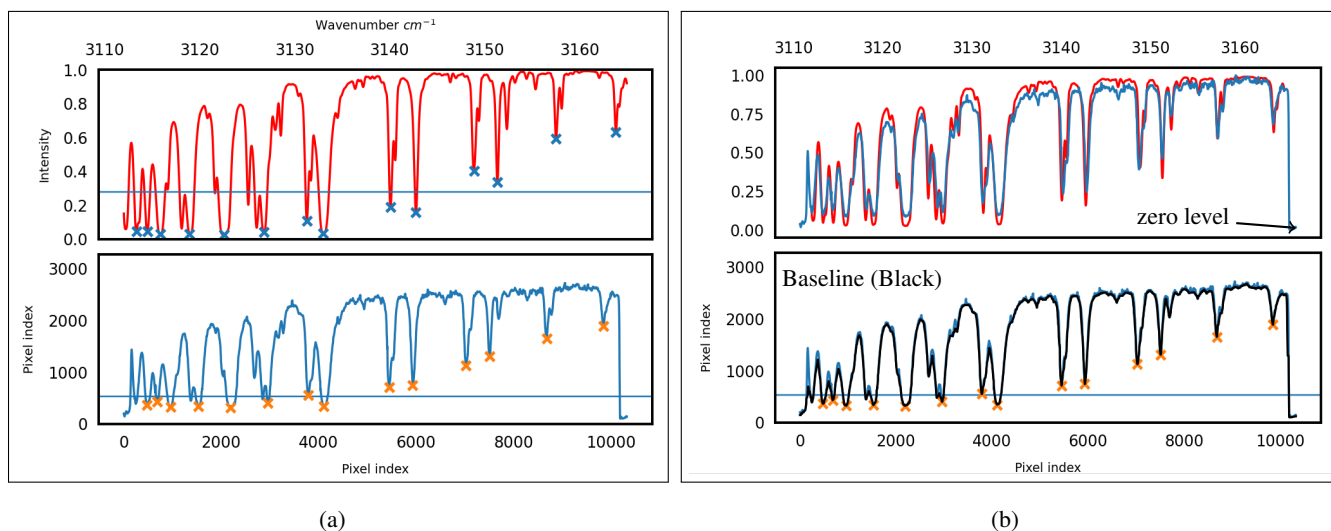 Wavenumber cm⁻¹
3110 3120 3130 3140 3150 3160
1.0
0.8
0.6
0.4
0.2
0.0
Intensity
3000
2000
1000
0
Pixel index
0 2000 4000 6000 8000 10000
Pixel index
(a)
3110 3120 3130 3140 3150 3160
1.00
0.75
0.50
0.25
0.00
zero level
Baseline (Black)
3000
2000
1000
0
Pixel index
0 2000 4000 6000 8000 10000
Pixel index
(b)